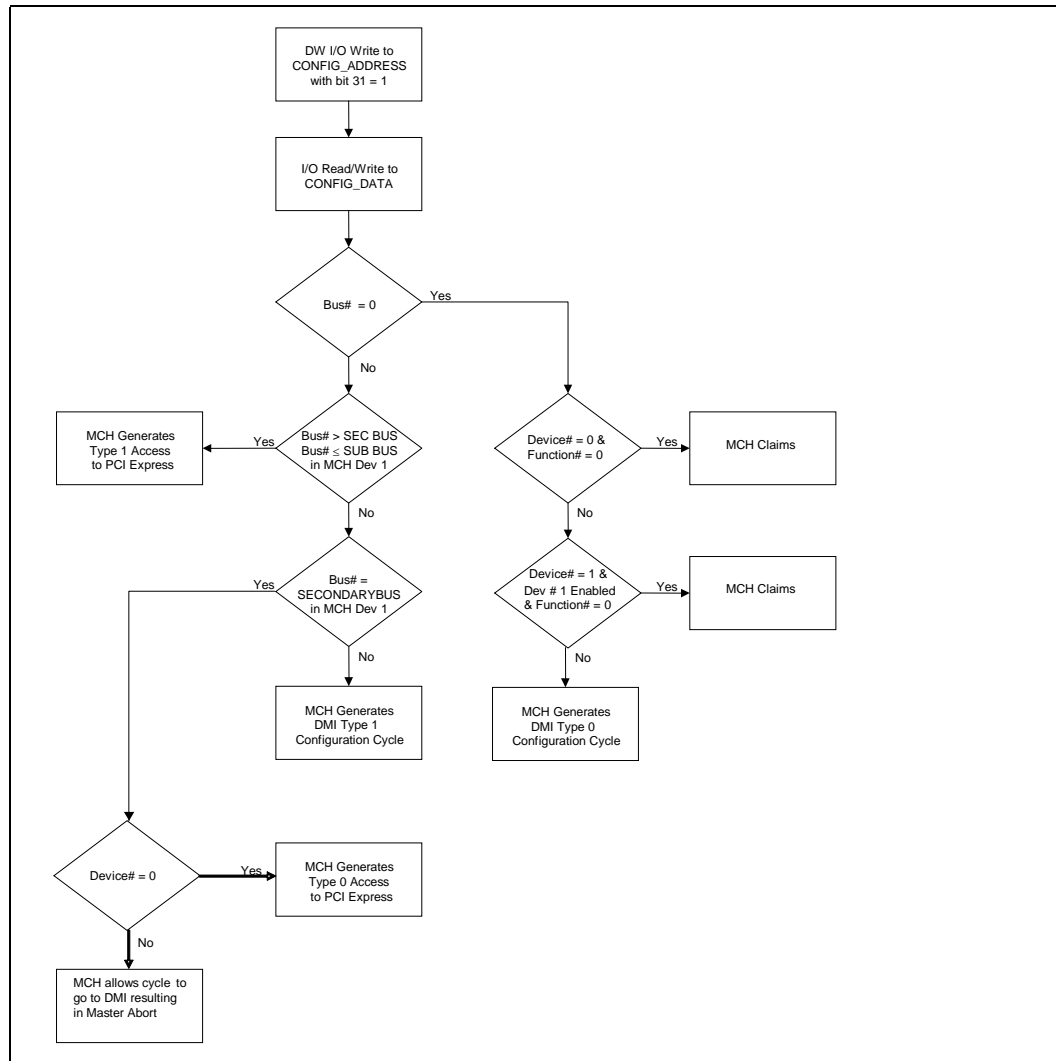 DW I/O Write to
CONFIG_ADDRESS
with bit 31 = 1
I/O Read/Write to
CONFIG_DATA
Bus# = 0
Yes
No
MCH Generates
Type 1 Access
to PCI Express
Yes
Bus# > SEC BUS
Bus# ≤ SUB BUS
in MCH Dev 1
No
Device# = 0 &
Function# = 0
Yes
MCH Claims
No
Yes
Bus# =
SECONDARYBUS
in MCH Dev 1
No
Device# = 1 &
Dev # 1 Enabled
& Function# = 0
Yes
MCH Claims
No
MCH Generates
DMI Type 1
Configuration Cycle
MCH Generates
DMI Type 0
Configuration Cycle
Device# = 0
Yes
MCH Generates
Type 0 Access
to PCI Express
No
MCH allows cycle to
go to DMI resulting
in Master Abort